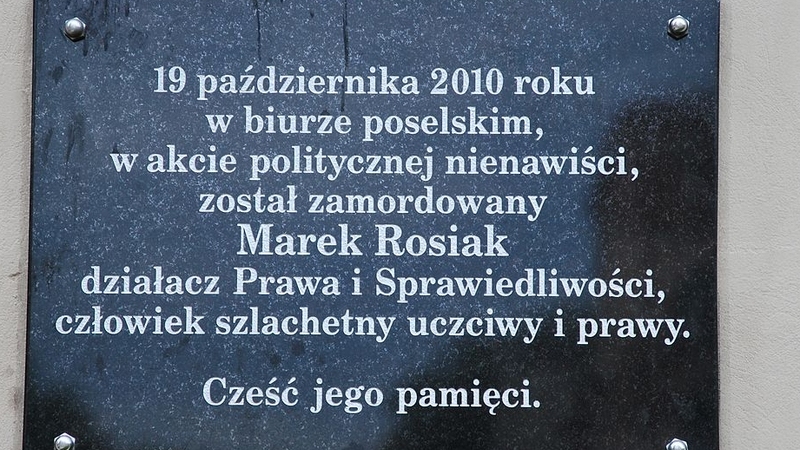 19 października 2010 roku
w biurze poselskim,
w akcie politycznej nienawiści,
został zamordowany
Marek Rosiak
działacz Prawa i Sprawiedliwości,
człowiek szlachetny uczciwy i prawy.
Cześć jego pamięci.